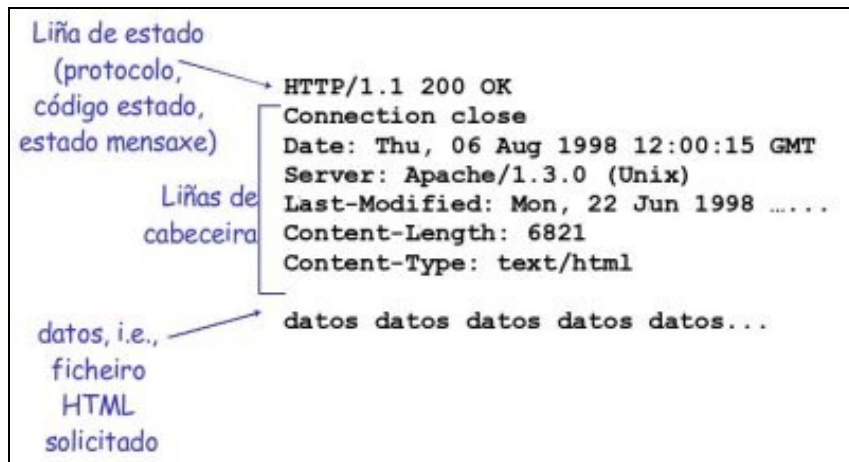 Liña de estado
(protocolo,
código estado,
estado mensaxe)
HTTP/1.1 200 OK
Connection close
Date: Thu, 06 Aug 1998 12:00:15 GMT
Server: Apache/1.3.0 (Unix)
Last-Modified: Mon, 22 Jun 1998 …...
Content-Length: 6821
Content-Type: text/html
Liñas de
cabeceira
datos datos datos datos datos...
datos, i.e.,
ficheiro
HTML
solicitado